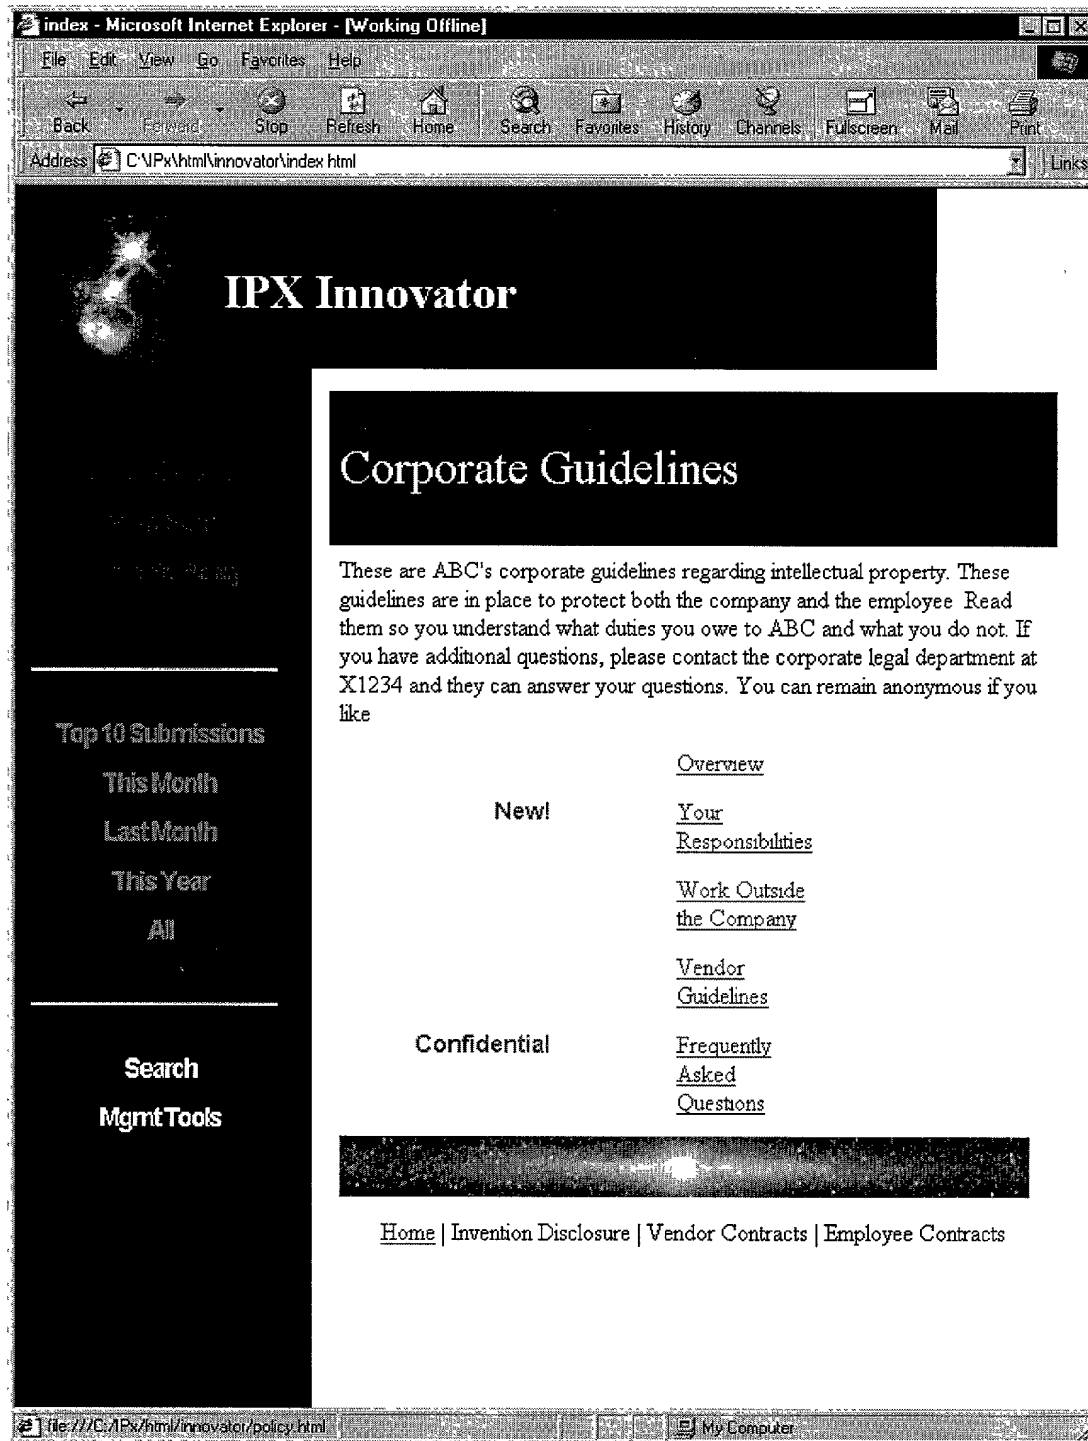 index - Microsoft Internet Explorer - [Working Offline]
File Edit View Go Favorites Help
Back Forward Stop Refresh Home Search Favorites History Channels Fullscreen Mail Print
Address C:\IPx\html\innovator\index html Links
IPX Innovator
Corporate Guidelines
These are ABC's corporate guidelines regarding intellectual property. These
guidelines are in place to protect both the company and the employee Read
them so you understand what duties you owe to ABC and what you do not. If
you have additional questions, please contact the corporate legal department at
X1234 and they can answer your questions. You can remain anonymous if you
like
Top 10 Submissions
This Month
Last Month
This Year
All
Search
Mgmt Tools
Overview
New! Your
Responsibilities
Work Outside
the Company
Vendor
Guidelines
Confidential Frequently
Asked
Questions
Home | Invention Disclosure | Vendor Contracts | Employee Contracts
file:///C:/IPx/html/innovator/policy.html My Computer